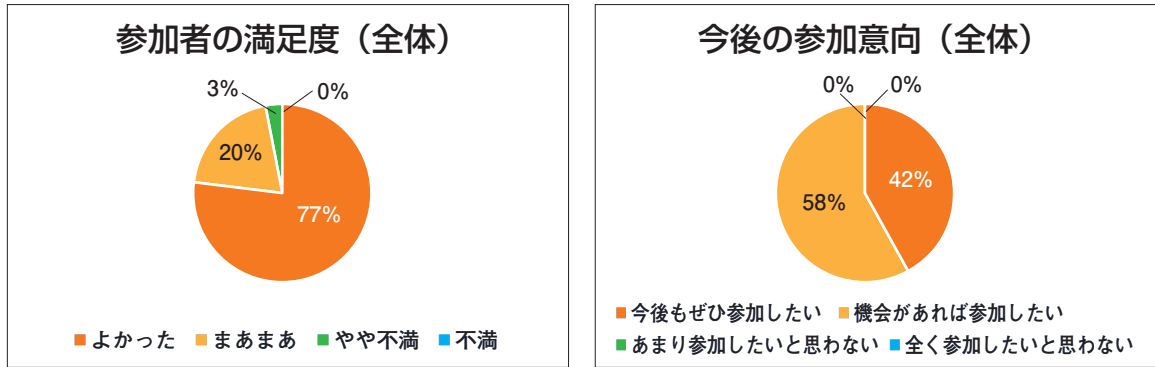 参加者の満足度（全体）
3%
0%
20%
77%
よかった まあまあ やや不満 不満
今後の参加意向（全体）
0%
0%
42%
58%
今後もぜひ参加したい 機会があれば参加したい
あまり参加したいと思わない 全く参加したいと思わない